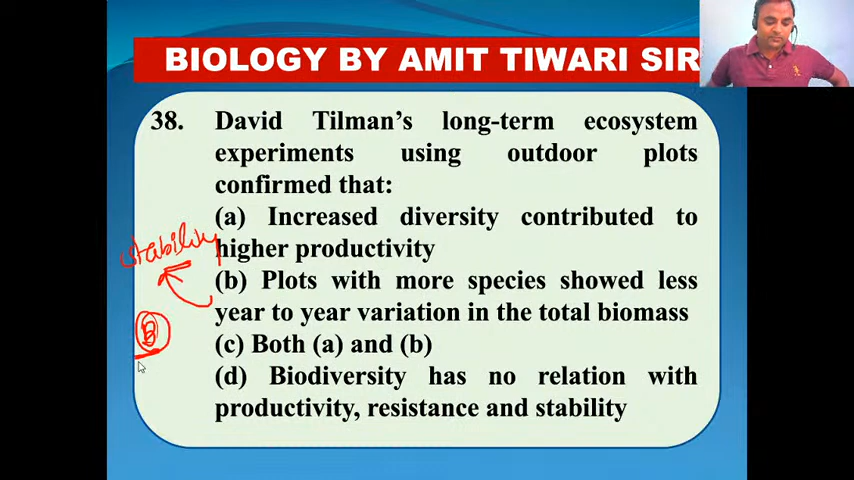 BIOLOGY BY AMIT TIWARI SIR
38. David Tilman's long-term ecosystem
experiments using outdoor plots
confirmed that:
(a) Increased diversity contributed to
higher productivity
stability
(b) Plots with more species showed less
year to year variation in the total biomass
(c) Both (a) and (b)
(d) Biodiversity has no relation with
productivity, resistance and stability